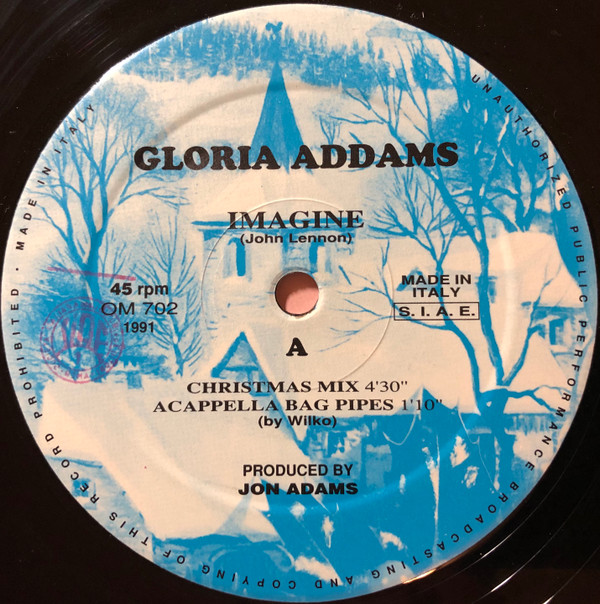 GLORIA ADDAMS
IMAGINE
(John Lennon)
45 rpm
OM 702
1991
MADE IN
ITALY
S. I. A. E.
A
CHRISTMAS MIX 4'30"
ACAPPELLA BAG PIPES 1'10"
(by Wilko)
PRODUCED BY
JON ADAMS
UNAUTHORIZED PUBLIC PERFORMANCE BROADCASTING AND COPYING OF THIS RECORD PROHIBITED · MADE IN ITALY